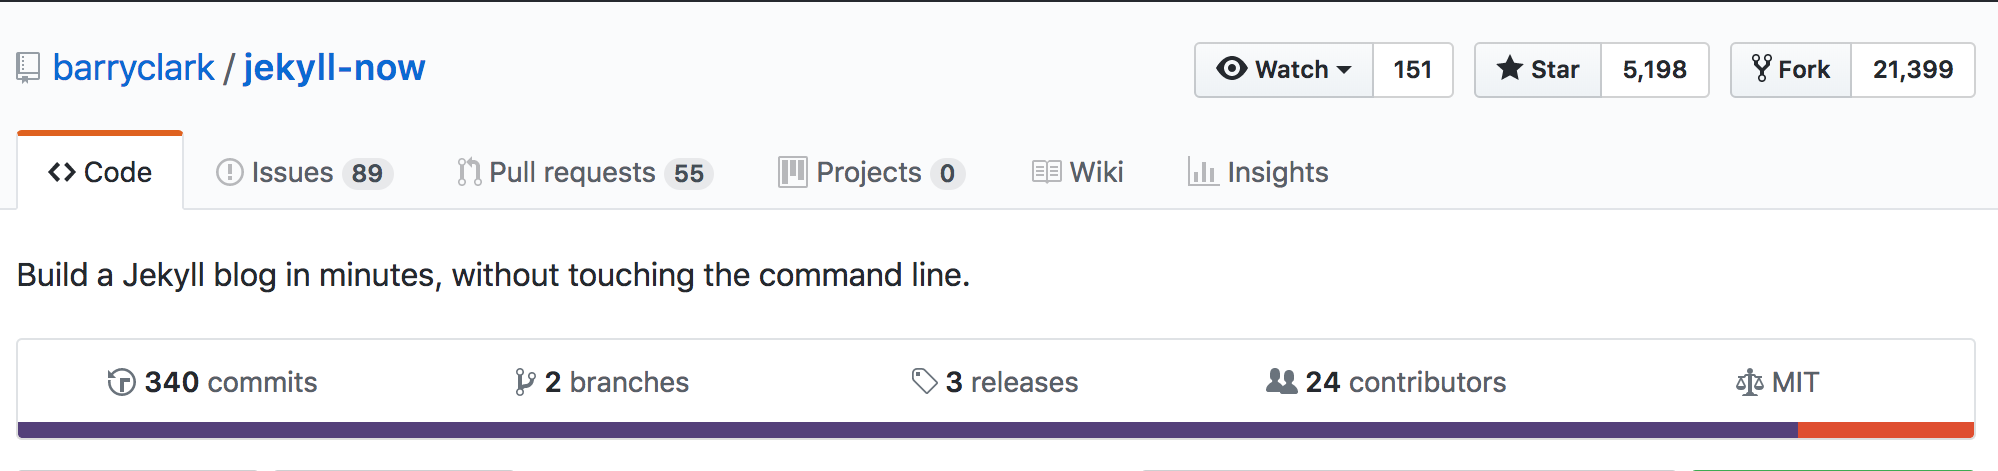 barryclark / jekyll-now Watch 151 Star 5,198 Fork 21,399
Code Issues 89 Pull requests 55 Projects 0 Wiki Insights
Build a Jekyll blog in minutes, without touching the command line.
340 commits 2 branches 3 releases 24 contributors MIT